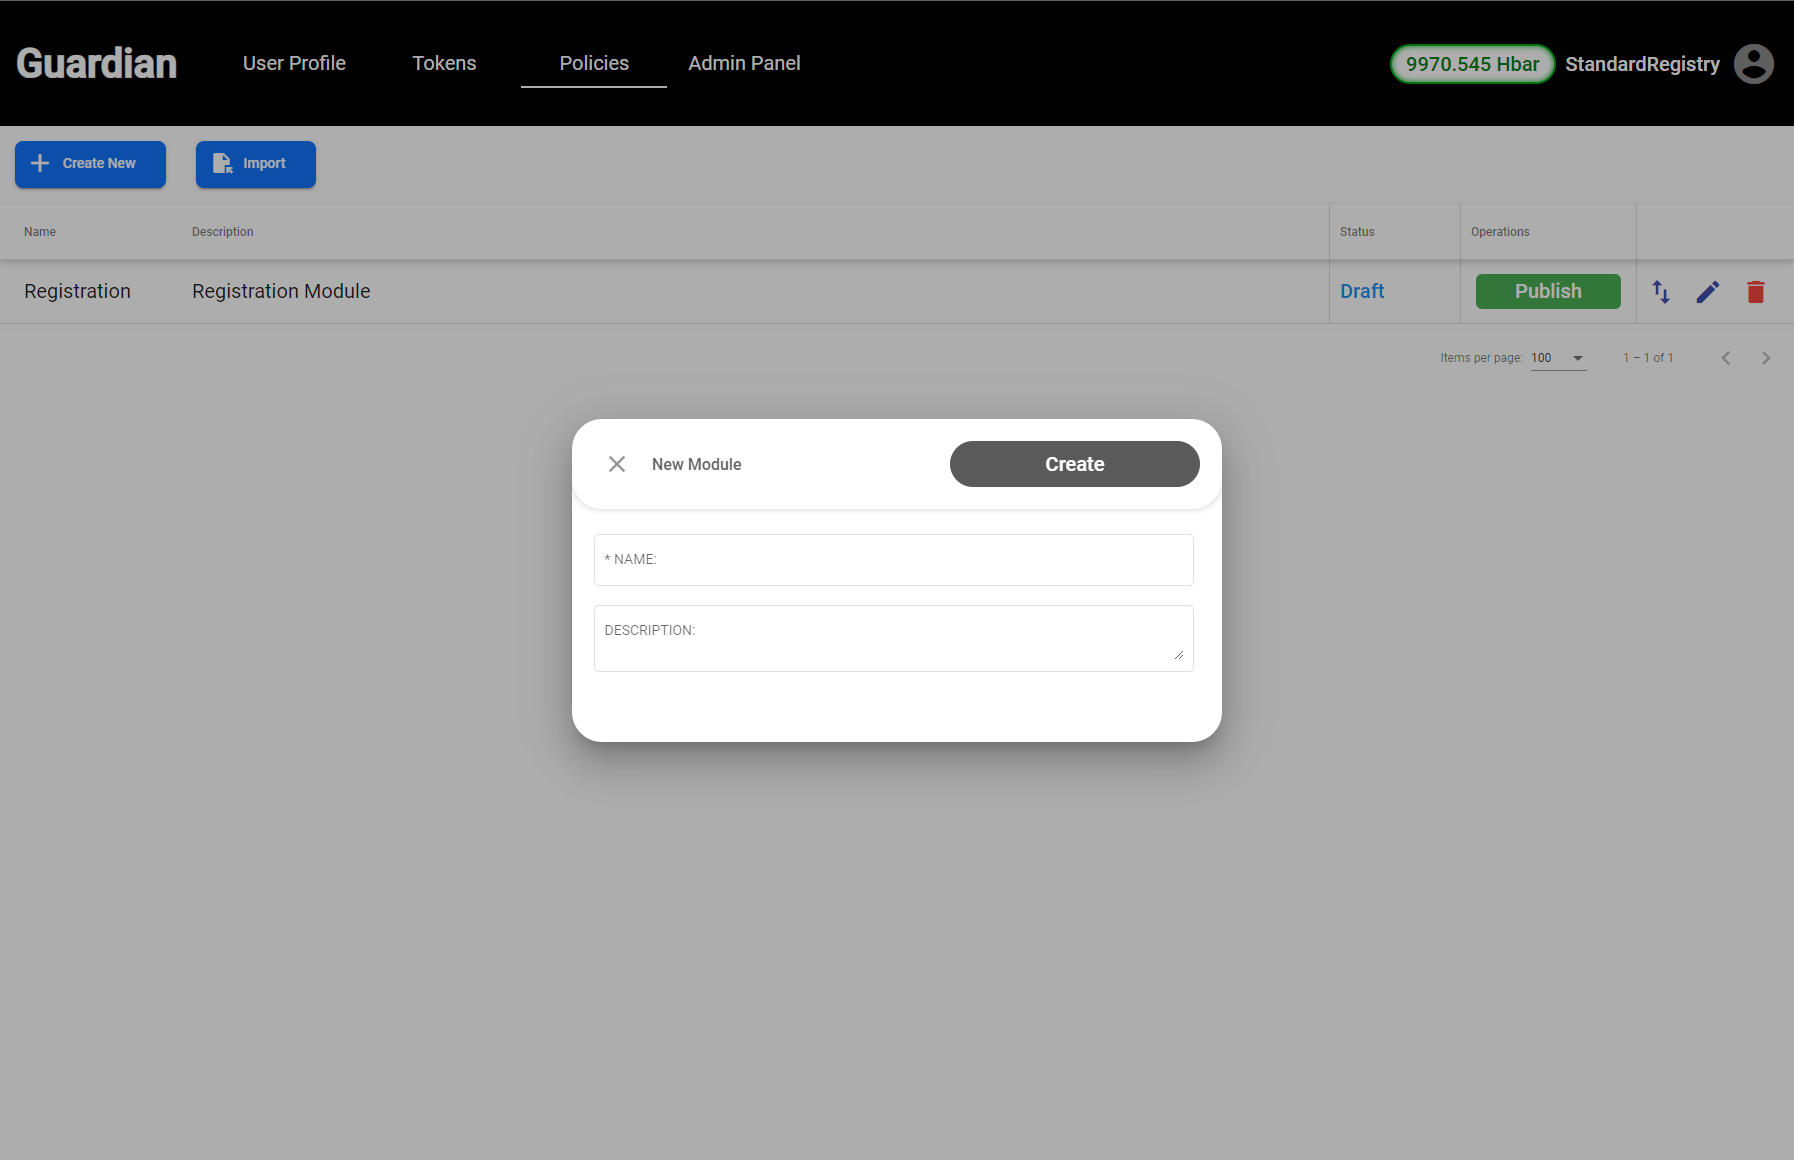 Guardian User Profile Tokens Policies Admin Panel 9970.545 Hbar StandardRegistry
Create New Import
Name Description Status Operations
Registration Registration Module Draft Publish
Items per page: 100 1 – 1 of 1
New Module Create
* NAME:
DESCRIPTION: